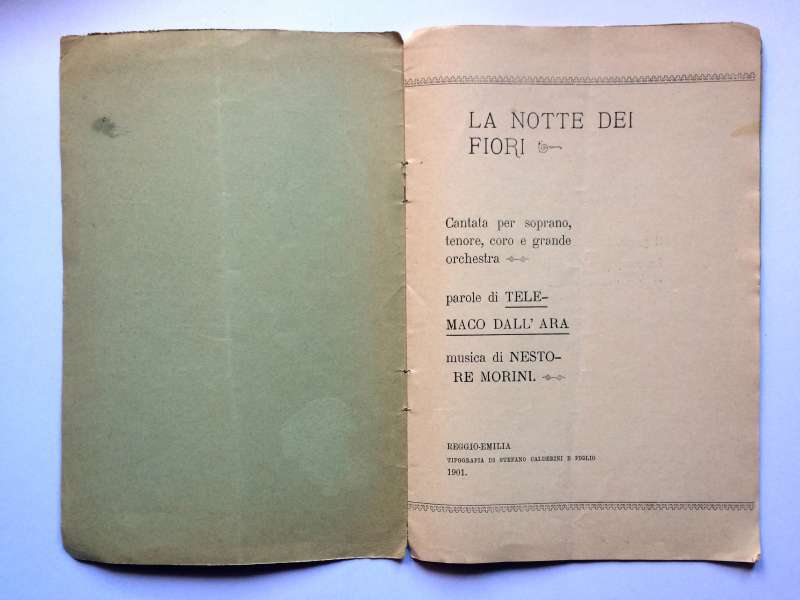 LA NOTTE DEI
FIORI
Cantata per soprano,
tenore, coro e grande
orchestra
parole di TELE-
MACO DALL' ARA
musica di NESTO-
RE MORINI.
REGGIO-EMILIA
TIPOGRAFIA DI STEFANO CALDERINI E FIGLIO
1901.